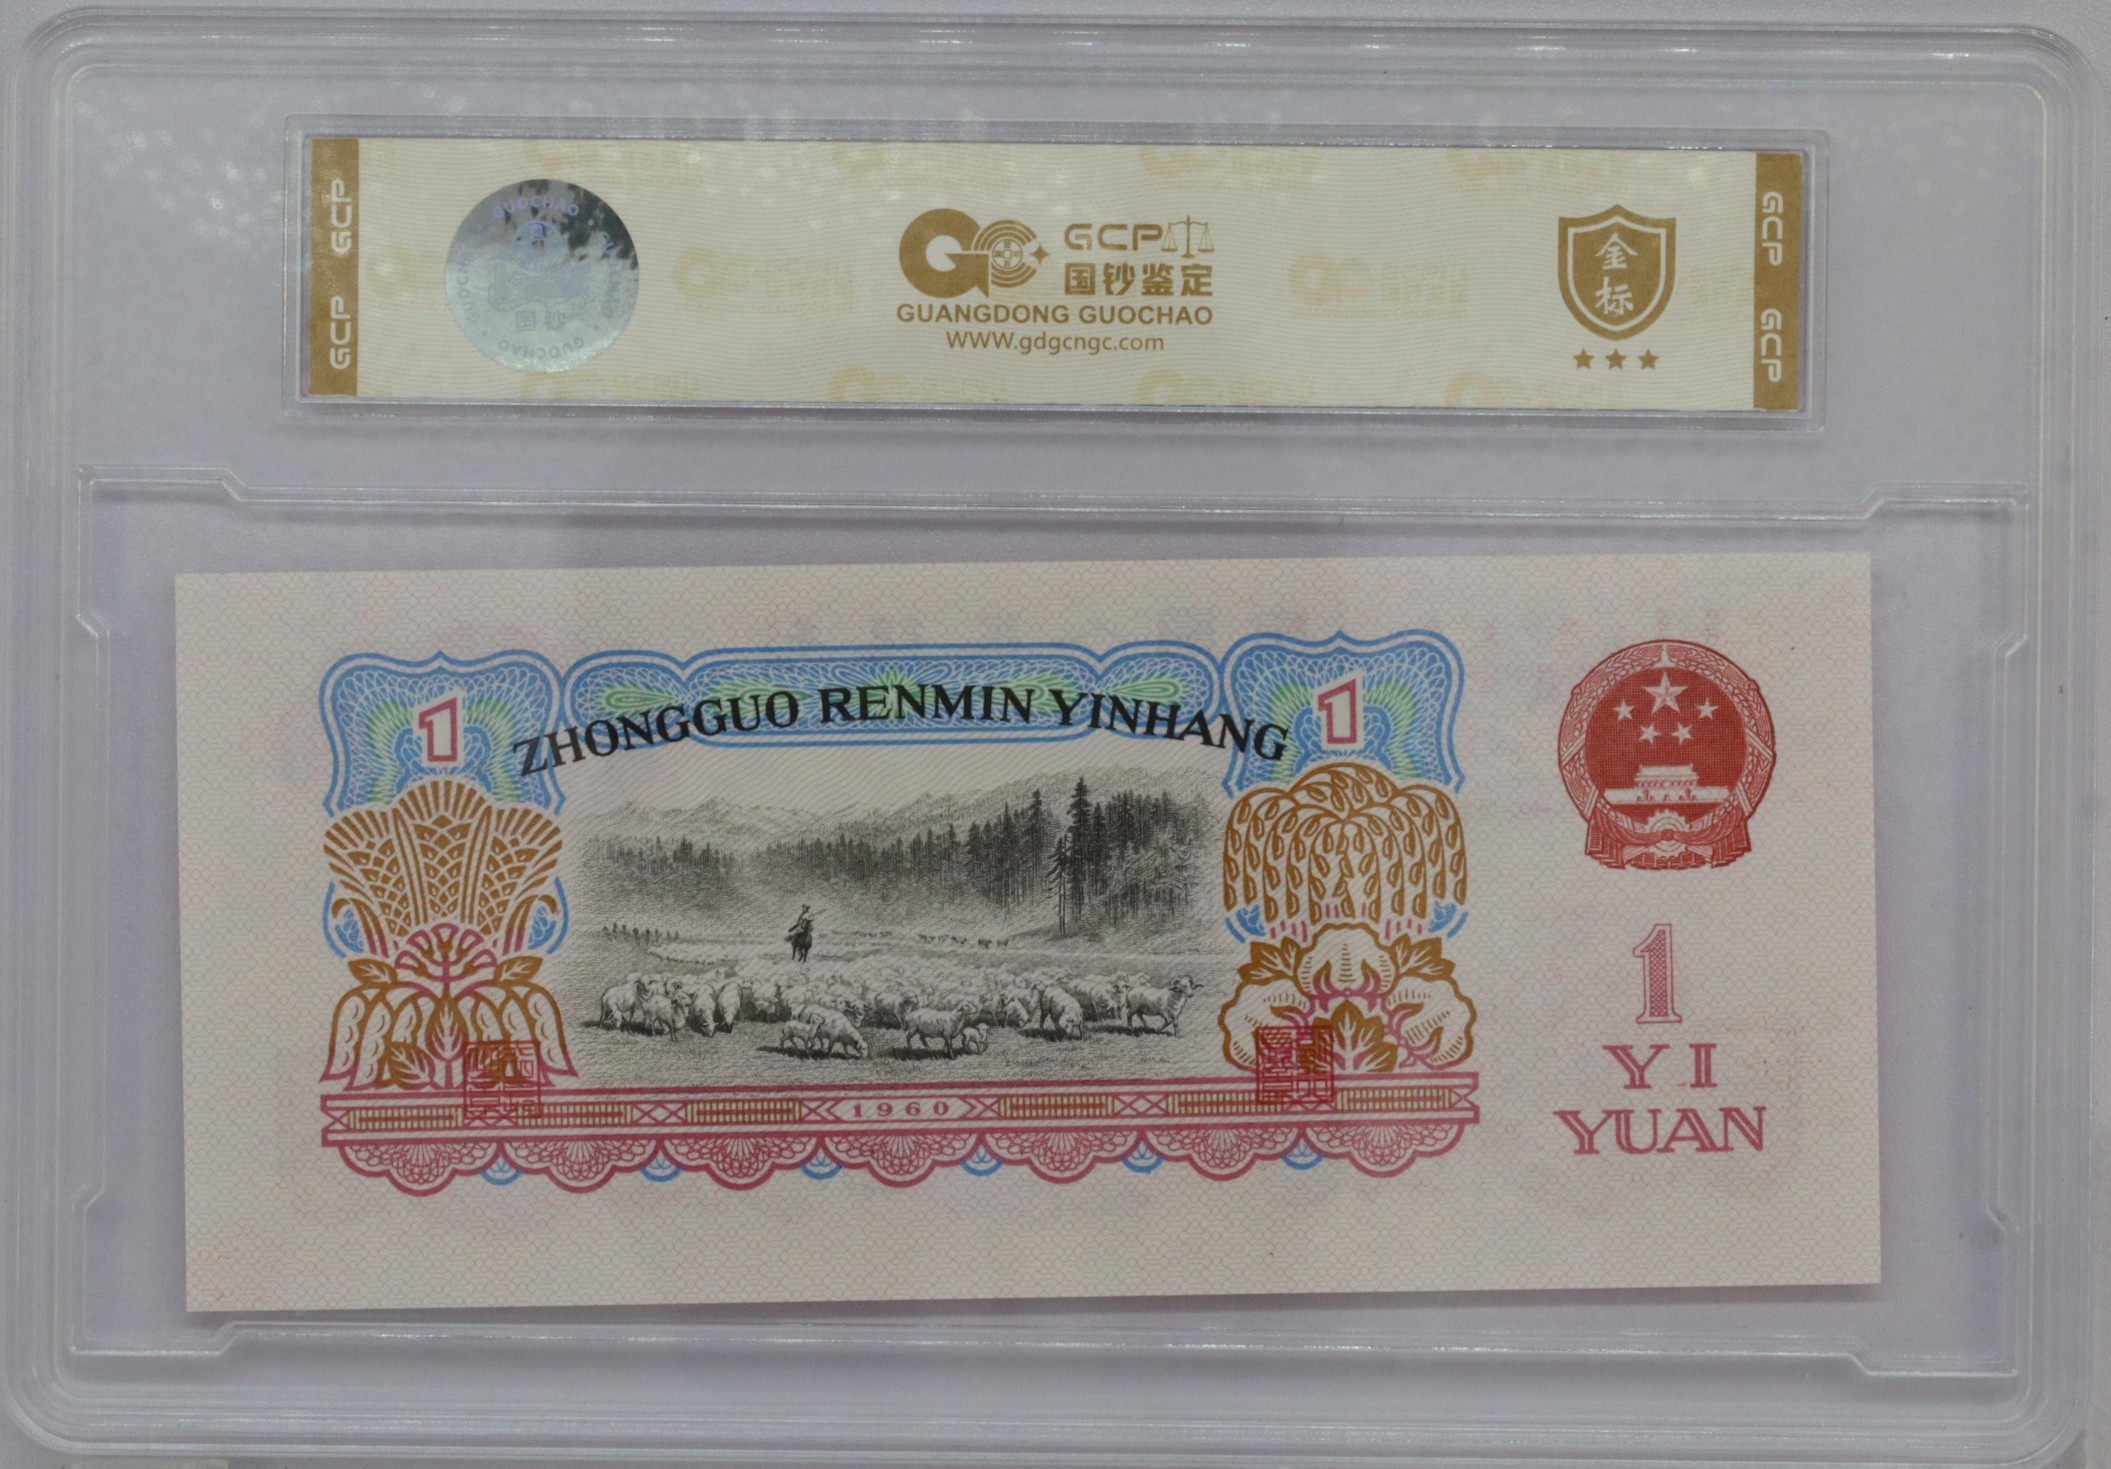 GCP GCP
GUOCHAO
国钞
GUOCHAO
GCP
国钞鉴定
GUANGDONG GUOCHAO
www.gdgcngc.com
金标
GCP GCP
1
ZHONGGUO RENMIN YINHANG
1
1960
1
YI
YUAN